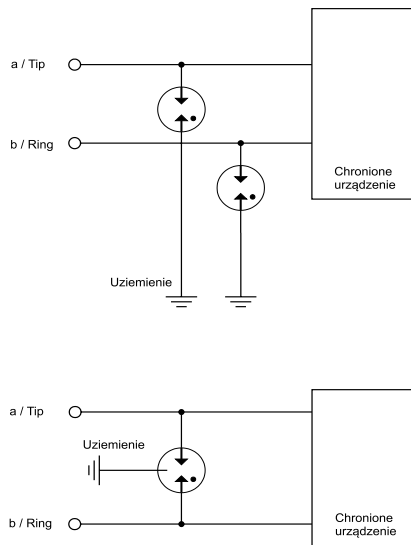 a / Tip
b / Ring
Chronione
urządzenie
Uziemienie
a / Tip
Uziemienie
b / Ring
Chronione
urządzenie